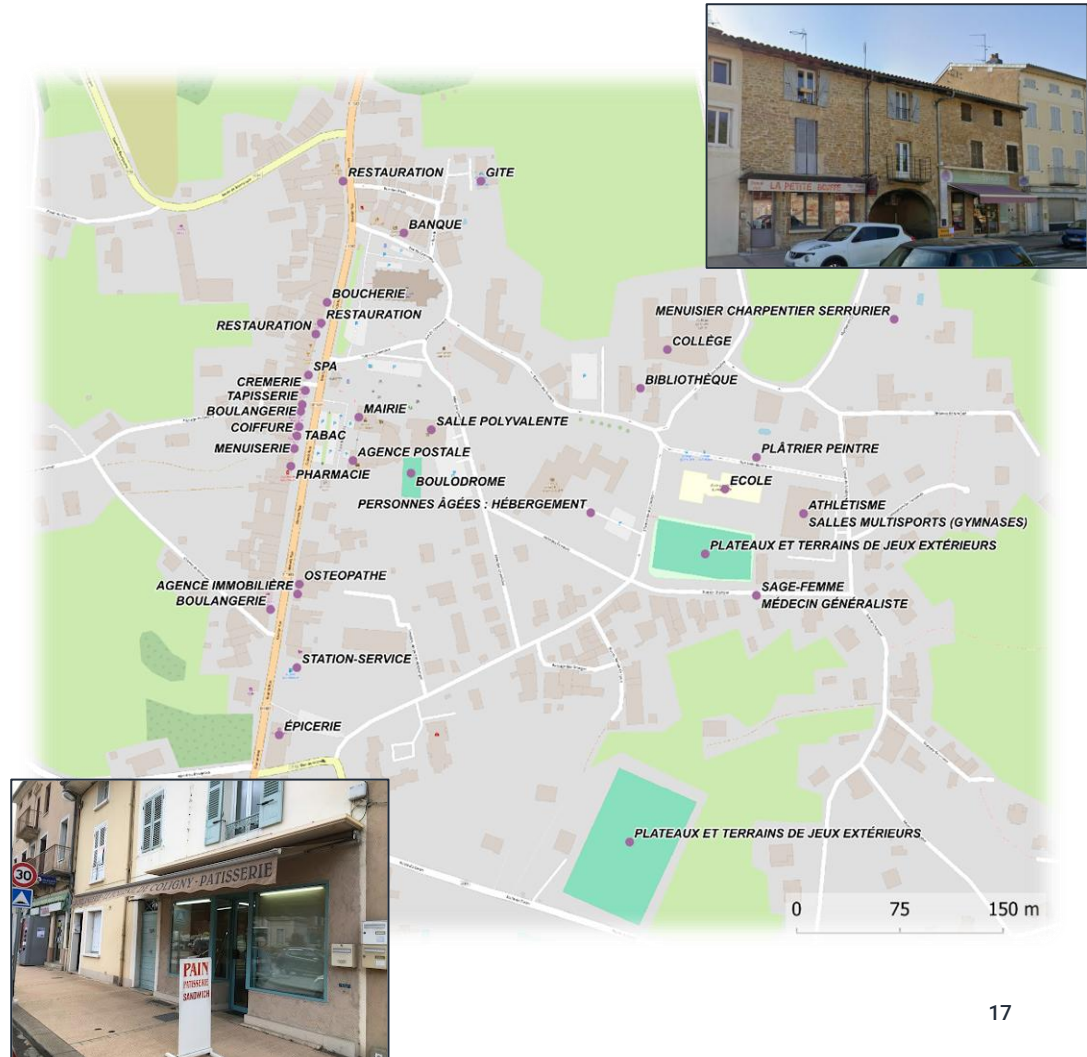 LA PETITE BOUFFE
RESTAURATION
GITE
BANQUE
BOUCHERIE
RESTAURATION
RESTAURATION
MENUISIER CHARPENTIER SERRURIER
COLLÈGE
SPA
CREMERIE
TAPISSERIE
BIBLIOTHÈQUE
BOULANGERIE
MAIRIE
COIFFURE
SALLE POLYVALENTE
TABAC
MENUISERIE
AGENCE POSTALE
PLÂTRIER PEINTRE
PHARMACIE
BOULODROME
ECOLE
PERSONNES ÂGÉES : HÉBERGEMENT
ATHLÉTISME
SALLES MULTISPORTS (GYMNASES)
PLATEAUX ET TERRAINS DE JEUX EXTÉRIEURS
OSTEOPATHE
AGENCE IMMOBILIÈRE
SAGE-FEMME
BOULANGERIE
MÉDECIN GÉNÉRALISTE
STATION-SERVICE
ÉPICERIE
PLATEAUX ET TERRAINS DE JEUX EXTÉRIEURS
COLIGNY - PATISSERIE
30
PAIN
PATISSERIE
SANDWICH
0 75 150 m
17